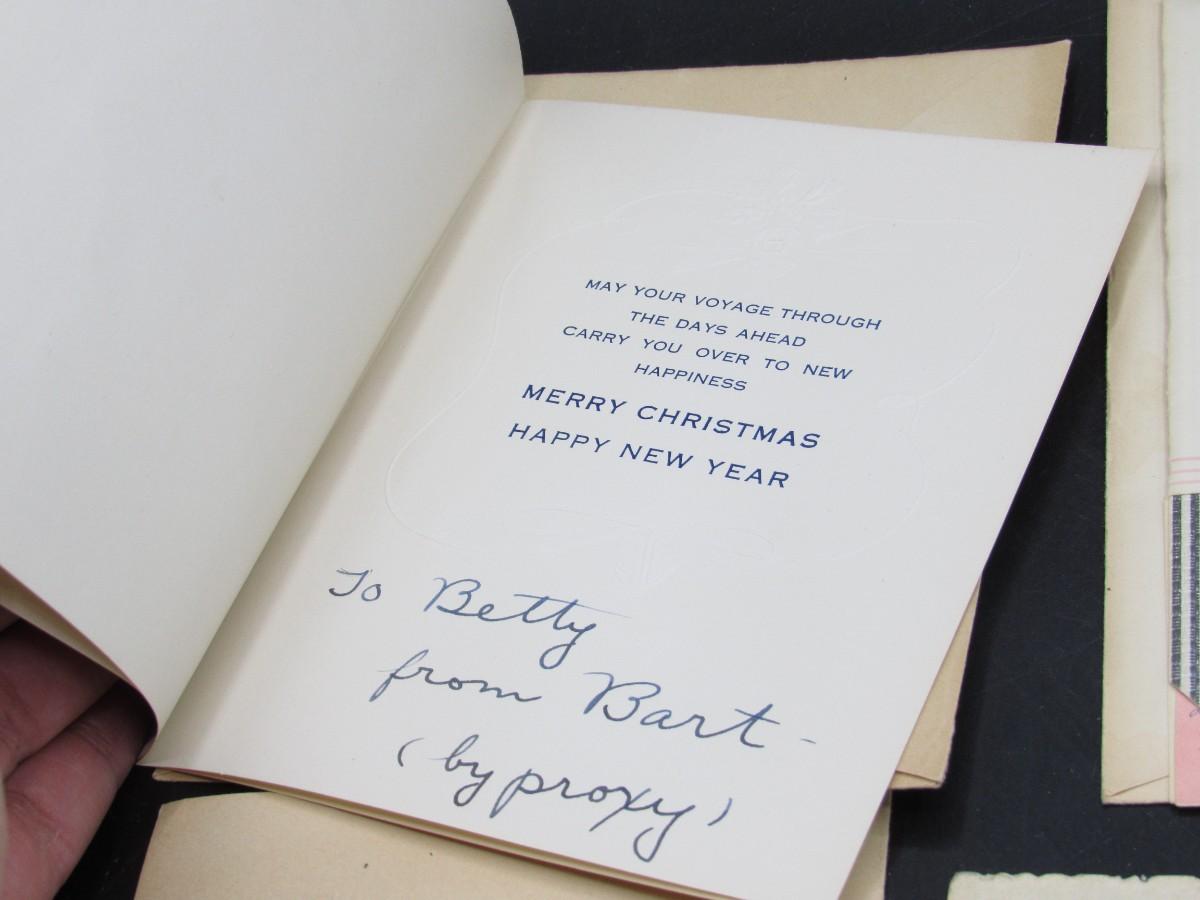 MAY YOUR VOYAGE THROUGH
THE DAYS AHEAD
CARRY YOU OVER TO NEW
HAPPINESS
MERRY CHRISTMAS
HAPPY NEW YEAR
To Betty
from Bart -
(by proxy)